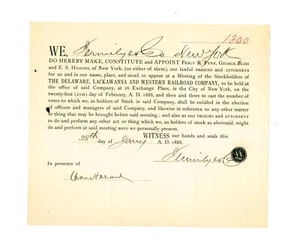 1300
WE, Vermilye & Co New York
DO HEREBY MAKE, CONSTITUTE AND APPOINT PERCY R. PYNE, GEORGE BLISS
AND E. S. HIGGINS, OF NEW YORK, (or either of them), our lawful PROXIES AND ATTORNEYS
for us and in our name, place, and stead, to appear at a Meeting of the Stockholders of
THE DELAWARE, LACKAWANNA AND WESTERN RAILROAD COMPANY, to be held at
the office of said Company, at 26 Exchange Place, in the City of New York, on the
twenty-first (21st) day of February, A. D. 1888, and then and there to cast the number of
votes to which we, as holders of Stock in said Company, shall be entitled in the election
of officers and managers of said Company, and likewise in reference to any other matter
or thing that may be brought before said meeting; and also as our PROXIES AND ATTORNEYS
to do and perform any other act or thing which we, as holders of stock as aforesaid, might
do and perform at said meeting were we personally present.
WITNESS our hands and seals this
28th day of Jany A. D. 1888.
Vermilye & Co
In presence of